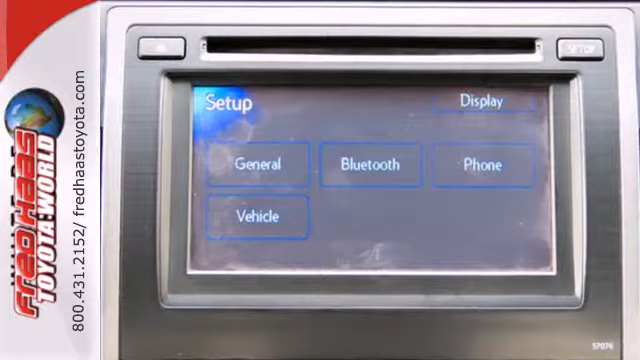 SETUP
Setup
Display
General
Bluetooth
Phone
Vehicle
57076
FRED HAAS
TOYOTA WORLD
800.431.2152/ fredhaastoyota.com